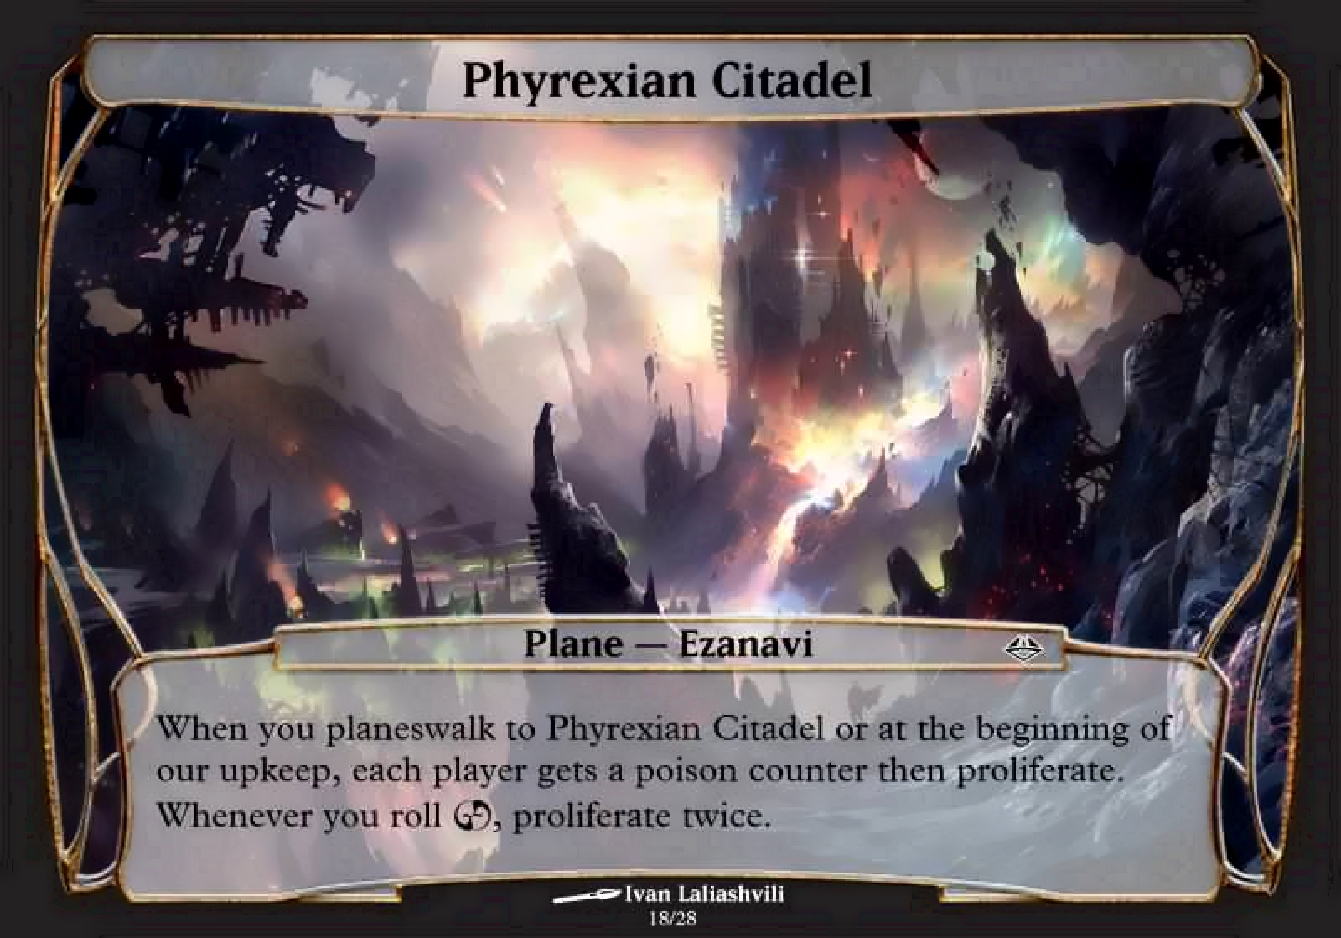 Phyrexian Citadel
Plane — Ezanavi
When you planeswalk to Phyrexian Citadel or at the beginning of
our upkeep, each player gets a poison counter then proliferate.
Whenever you roll , proliferate twice.
Ivan Laliashvili
18/28